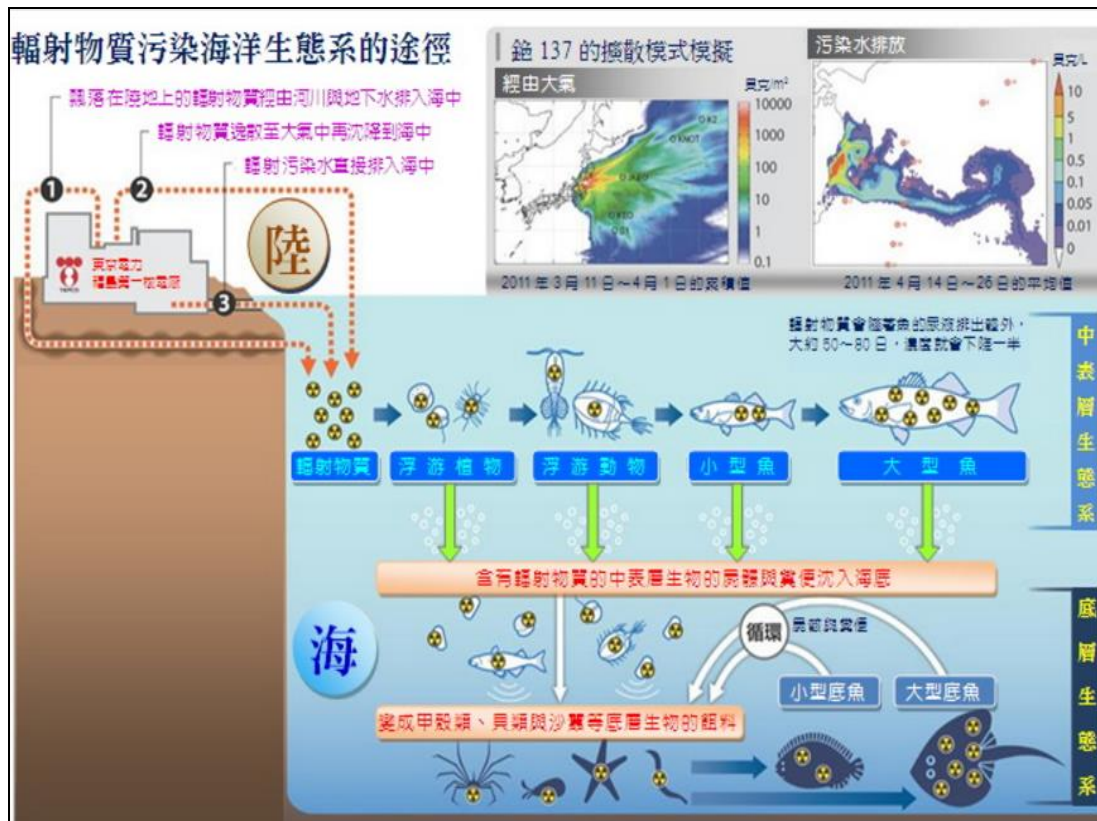 輻射物質污染海洋生態系的途徑
飄落在陸地上的輻射物質經由河川與地下水排入海中
輻射物質逸散至大氣中再沈降到海中
輻射污染水直接排入海中
1
2
3
陸
東京電力
福島第一核電廠
銫 137 的擴散模式模擬
經由大氣
貝克/m²
10000
1000
100
10
1
0.1
K2
KNOT
2011 年 3 月 11 日～4 月 1 日的累積值
污染水排放
貝克/L
10
5
1
0.5
0.1
0.05
0.01
0
2011 年 4 月 14 日～26 日的平均值
輻射物質會隨著魚的尿液排出體外，
大約 50～80 日，濃度就會下降一半
中表層生態系
輻射物質
浮游植物
浮游動物
小型魚
大型魚
含有輻射物質的中表層生物的屍體與糞便沈入海底
海
循環
屍體與糞便
小型底魚
大型底魚
變成甲殼類、貝類與沙蠶等底層生物的餌料
底層生態系